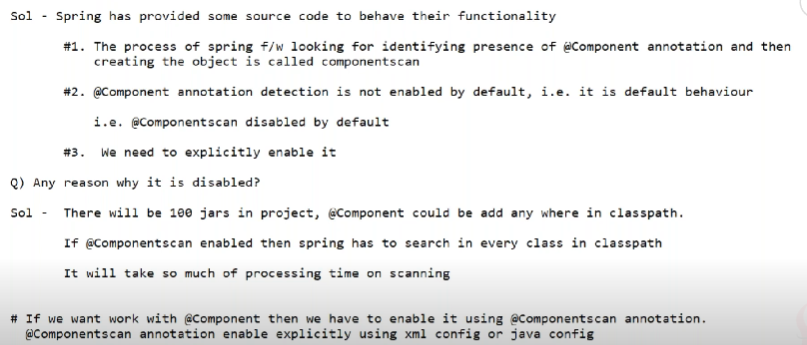 Sol - Spring has provided some source code to behave their functionality
#1. The process of spring f/w looking for identifying presence of @Component annotation and then
creating the object is called componentscan
#2. @Component annotation detection is not enabled by default, i.e. it is default behaviour
i.e. @Componentscan disabled by default
#3. We need to explicitly enable it
Q) Any reason why it is disabled?
Sol - There will be 100 jars in project, @Component could be add any where in classpath.
If @Componentscan enabled then spring has to search in every class in classpath
It will take so much of processing time on scanning
# If we want work with @Component then we have to enable it using @Componentscan annotation.
@Componentscan annotation enable explicitly using xml config or java config